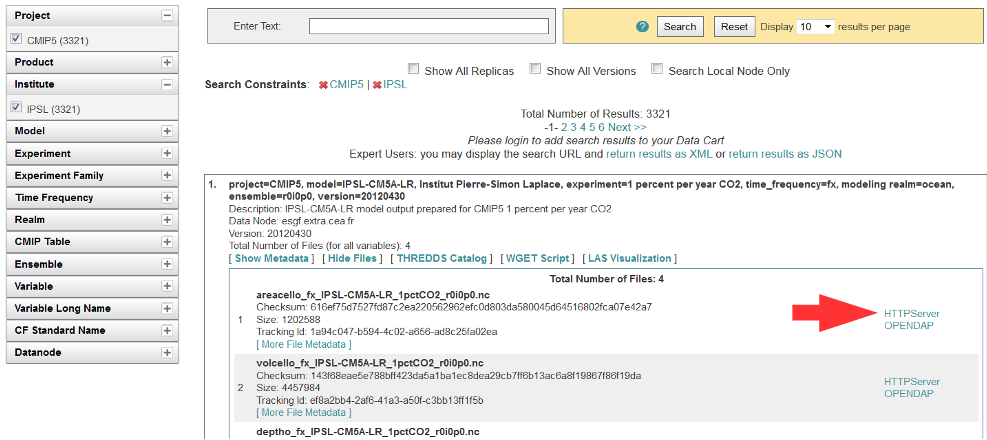 Project
CMIP5 (3321)
Product
Institute
IPSL (3321)
Model
Experiment
Experiment Family
Time Frequency
Realm
CMIP Table
Ensemble
Variable
Variable Long Name
CF Standard Name
Datanode
Enter Text:
? Search Reset Display 10 results per page
Show All Replicas Show All Versions Search Local Node Only
Search Constraints: CMIP5 | IPSL
Total Number of Results: 3321
-1- 2 3 4 5 6 Next >>
Please login to add search results to your Data Cart
Expert Users: you may display the search URL and return results as XML or return results as JSON
1. project=CMIP5, model=IPSL-CM5A-LR, Institut Pierre-Simon Laplace, experiment=1 percent per year CO2, time_frequency=fx, modeling realm=ocean,
ensemble=r0i0p0, version=20120430
Description: IPSL-CM5A-LR model output prepared for CMIP5 1 percent per year CO2
Data Node: esgf.extra.cea.fr
Version: 20120430
Total Number of Files (for all variables): 4
[ Show Metadata ] [ Hide Files ] [ THREDDS Catalog ] [ WGET Script ] [ LAS Visualization ]
Total Number of Files: 4
areacello_fx_IPSL-CM5A-LR_1pctCO2_r0i0p0.nc
Checksum: 616ef75d7527fd87c2ea220562962efc0d803da580045d64516802fca07e42a7
1 Size: 1202588
Tracking Id: 1a94c047-b594-4c02-a656-ad8c25fa02ea
[ More File Metadata ]
HTTPServer
OPENDAP
volcello_fx_IPSL-CM5A-LR_1pctCO2_r0i0p0.nc
Checksum: 143f68eae5e788bff423da5a1ba1ec8dea29cb7ff6b13ac6a8f19867f86f19da
2 Size: 4457984
Tracking Id: ef8a2bb4-2af6-41a3-a50f-c3bb13ff1f5b
[ More File Metadata ]
HTTPServer
OPENDAP
deptho_fx_IPSL-CM5A-LR_1pctCO2_r0i0p0.nc